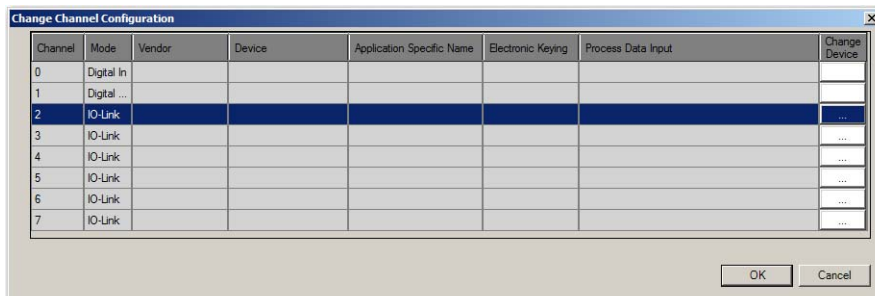 Change Channel Configuration
Channel Mode Vendor Device Application Specific Name Electronic Keying Process Data Input Change Device
0 Digital In
1 Digital ...
2 IO-Link ...
3 IO-Link ...
4 IO-Link ...
5 IO-Link ...
6 IO-Link ...
7 IO-Link ...
OK Cancel